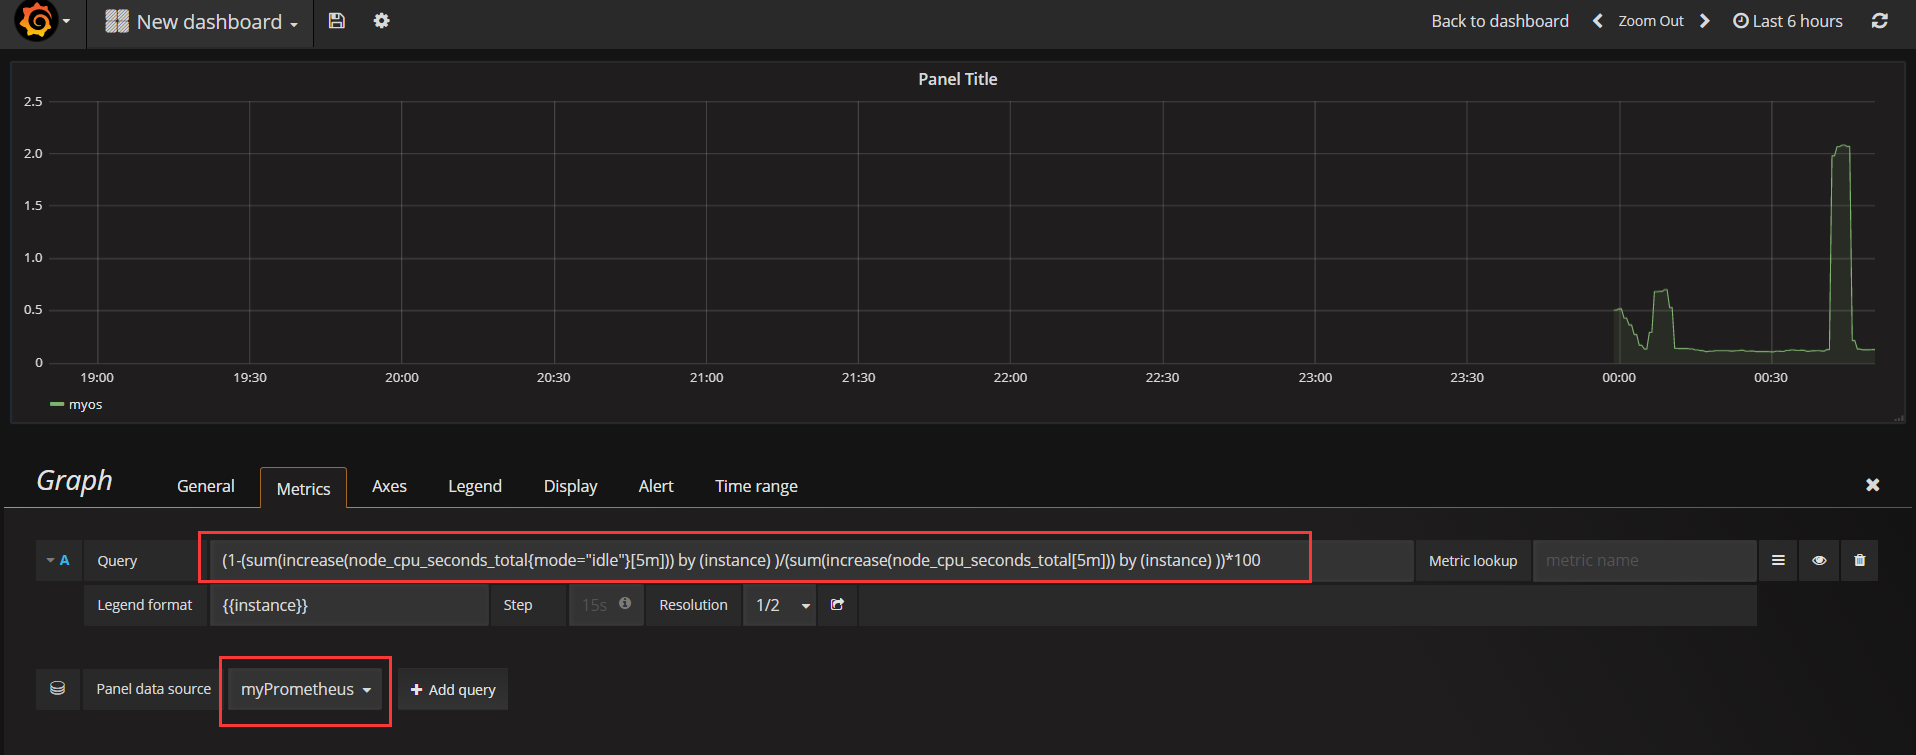 New dashboard
Back to dashboard
Zoom Out
Last 6 hours
Panel Title
2.5
2.0
1.5
1.0
0.5
0
19:00 19:30 20:00 20:30 21:00 21:30 22:00 22:30 23:00 23:30 00:00 00:30
myos
Graph General Metrics Axes Legend Display Alert Time range
A Query (1-(sum(increase(node_cpu_seconds_total{mode="idle"}[5m])) by (instance) )/(sum(increase(node_cpu_seconds_total[5m])) by (instance) ))*100 Metric lookup metric name
Legend format {{instance}} Step 15s Resolution 1/2
Panel data source myPrometheus Add query